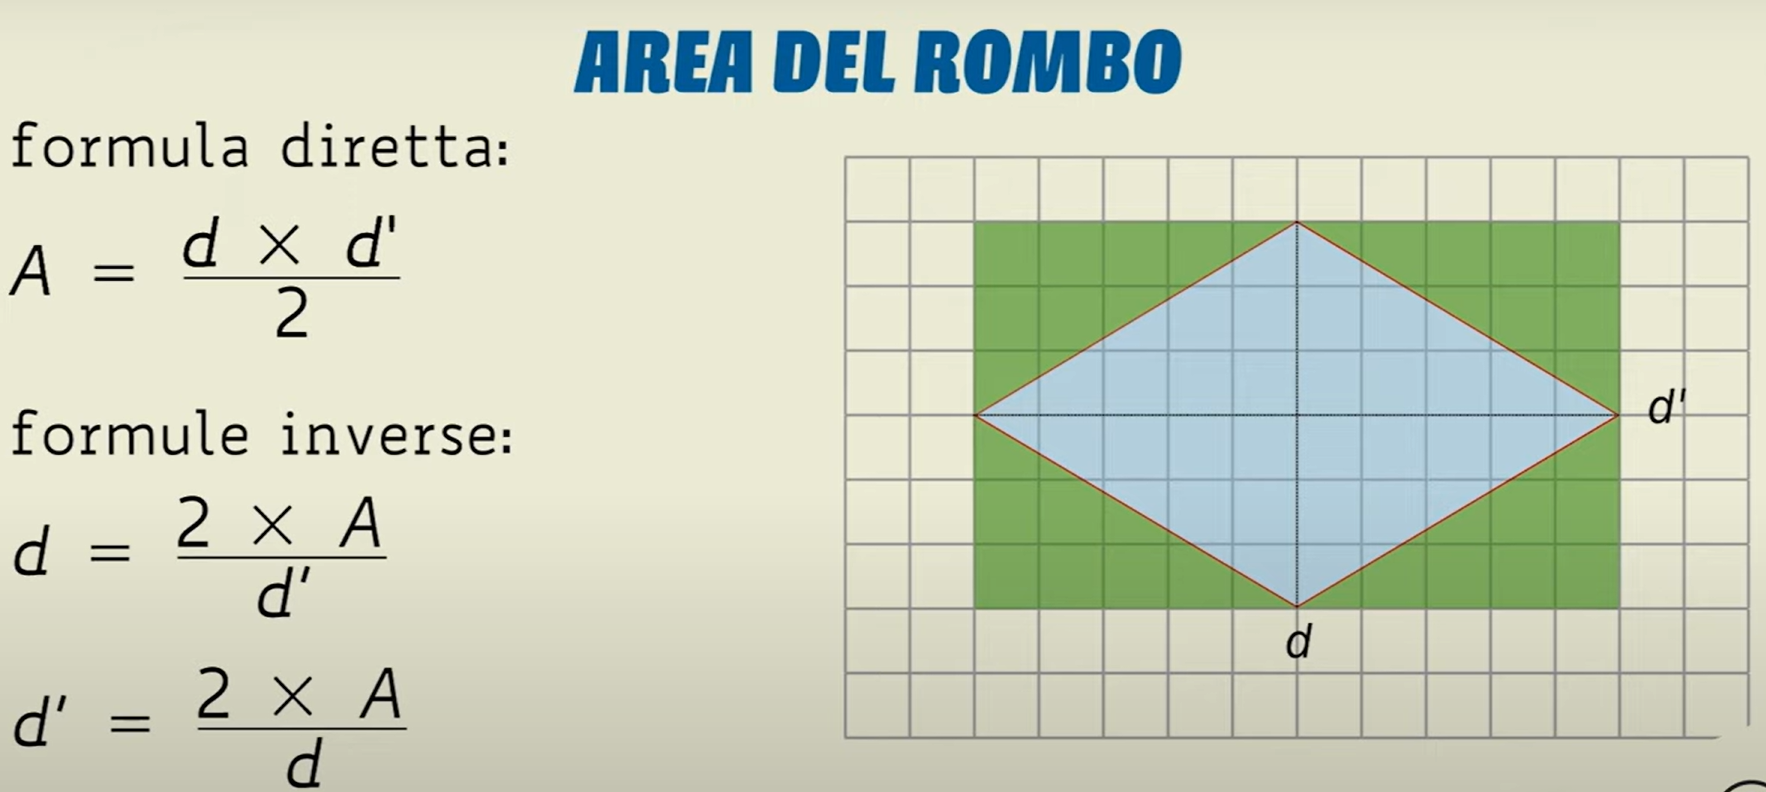 AREA DEL ROMBO
formula diretta:
A = d × d' / 2
formule inverse:
d = 2 × A / d'
d' = 2 × A / d
d'
d